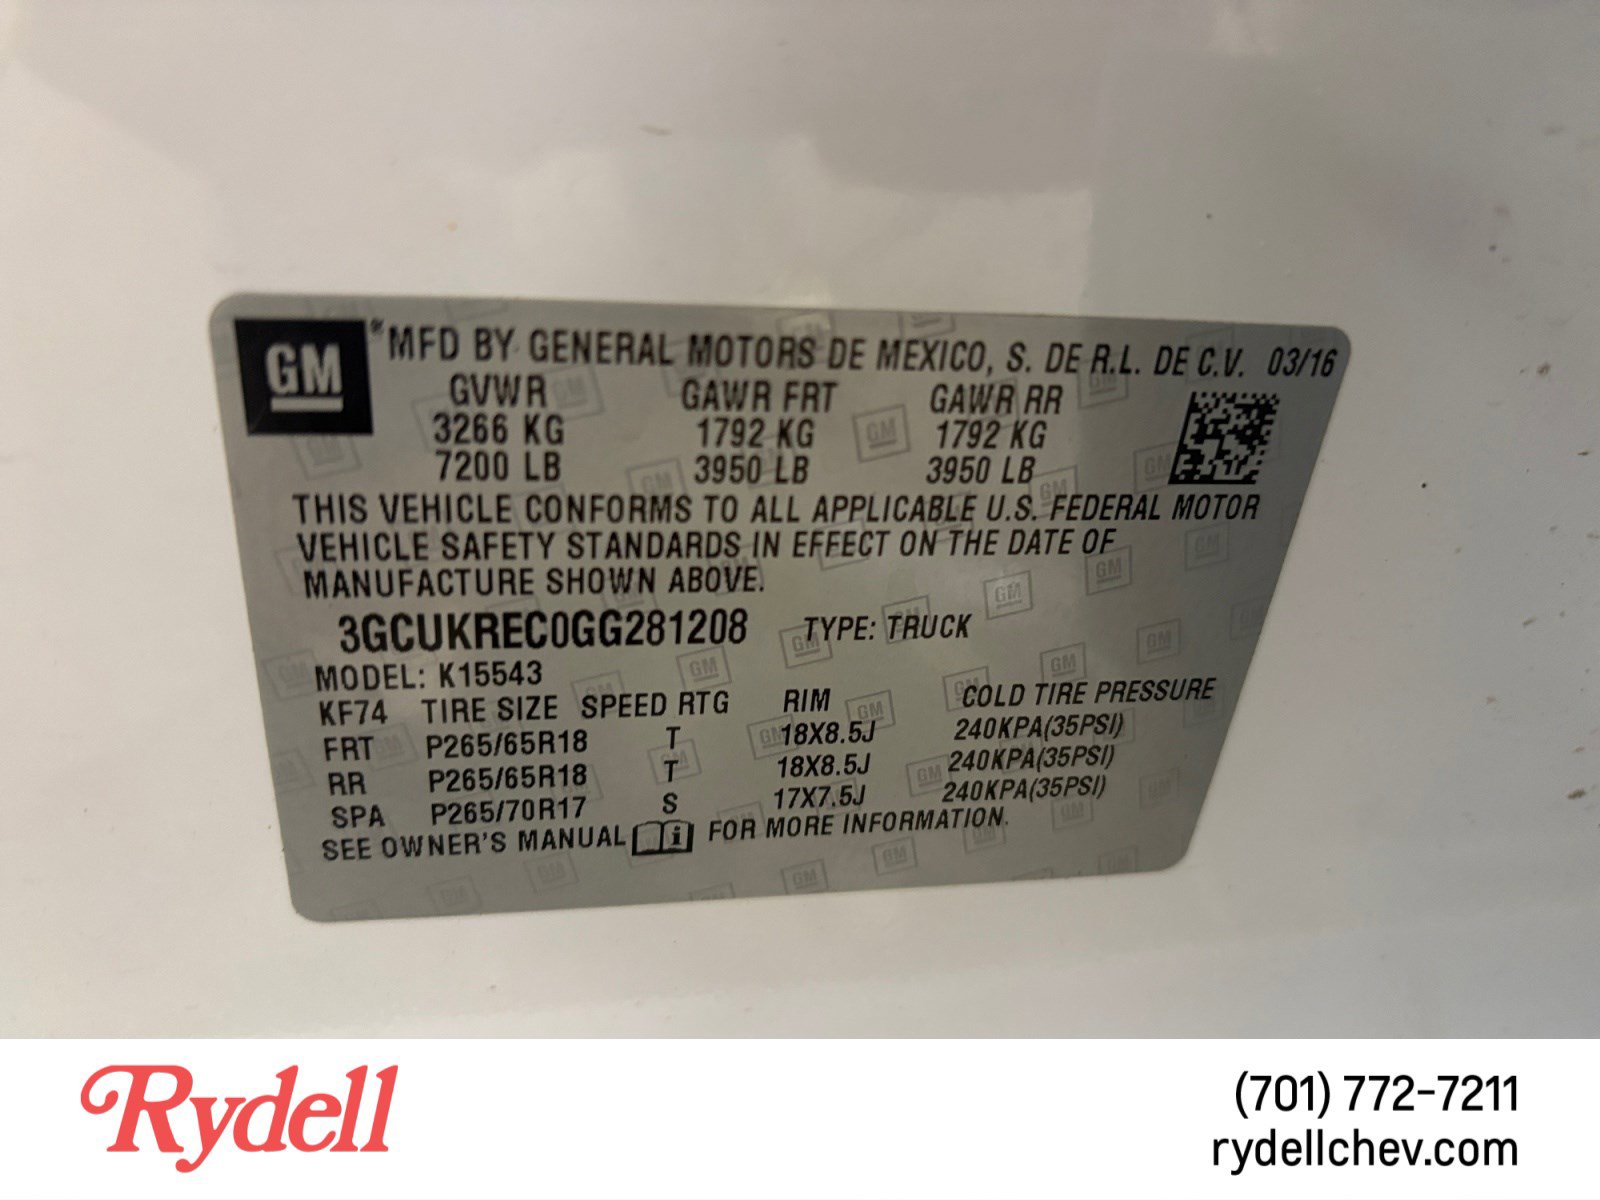 GM
®MFD BY GENERAL MOTORS DE MEXICO, S. DE R.L. DE C.V. 03/16
GVWR GAWR FRT GAWR RR
3266 KG 1792 KG 1792 KG
7200 LB 3950 LB 3950 LB
THIS VEHICLE CONFORMS TO ALL APPLICABLE U.S. FEDERAL MOTOR
VEHICLE SAFETY STANDARDS IN EFFECT ON THE DATE OF
MANUFACTURE SHOWN ABOVE.
3GCUKREC0GG281208 TYPE: TRUCK
MODEL: K15543
KF74 TIRE SIZE SPEED RTG RIM COLD TIRE PRESSURE
FRT P265/65R18 T 18X8.5J 240KPA(35PSI)
RR P265/65R18 T 18X8.5J 240KPA(35PSI)
SPA P265/70R17 S 17X7.5J 240KPA(35PSI)
SEE OWNER'S MANUAL i FOR MORE INFORMATION.
Rydell
(701) 772-7211
rydellchev.com